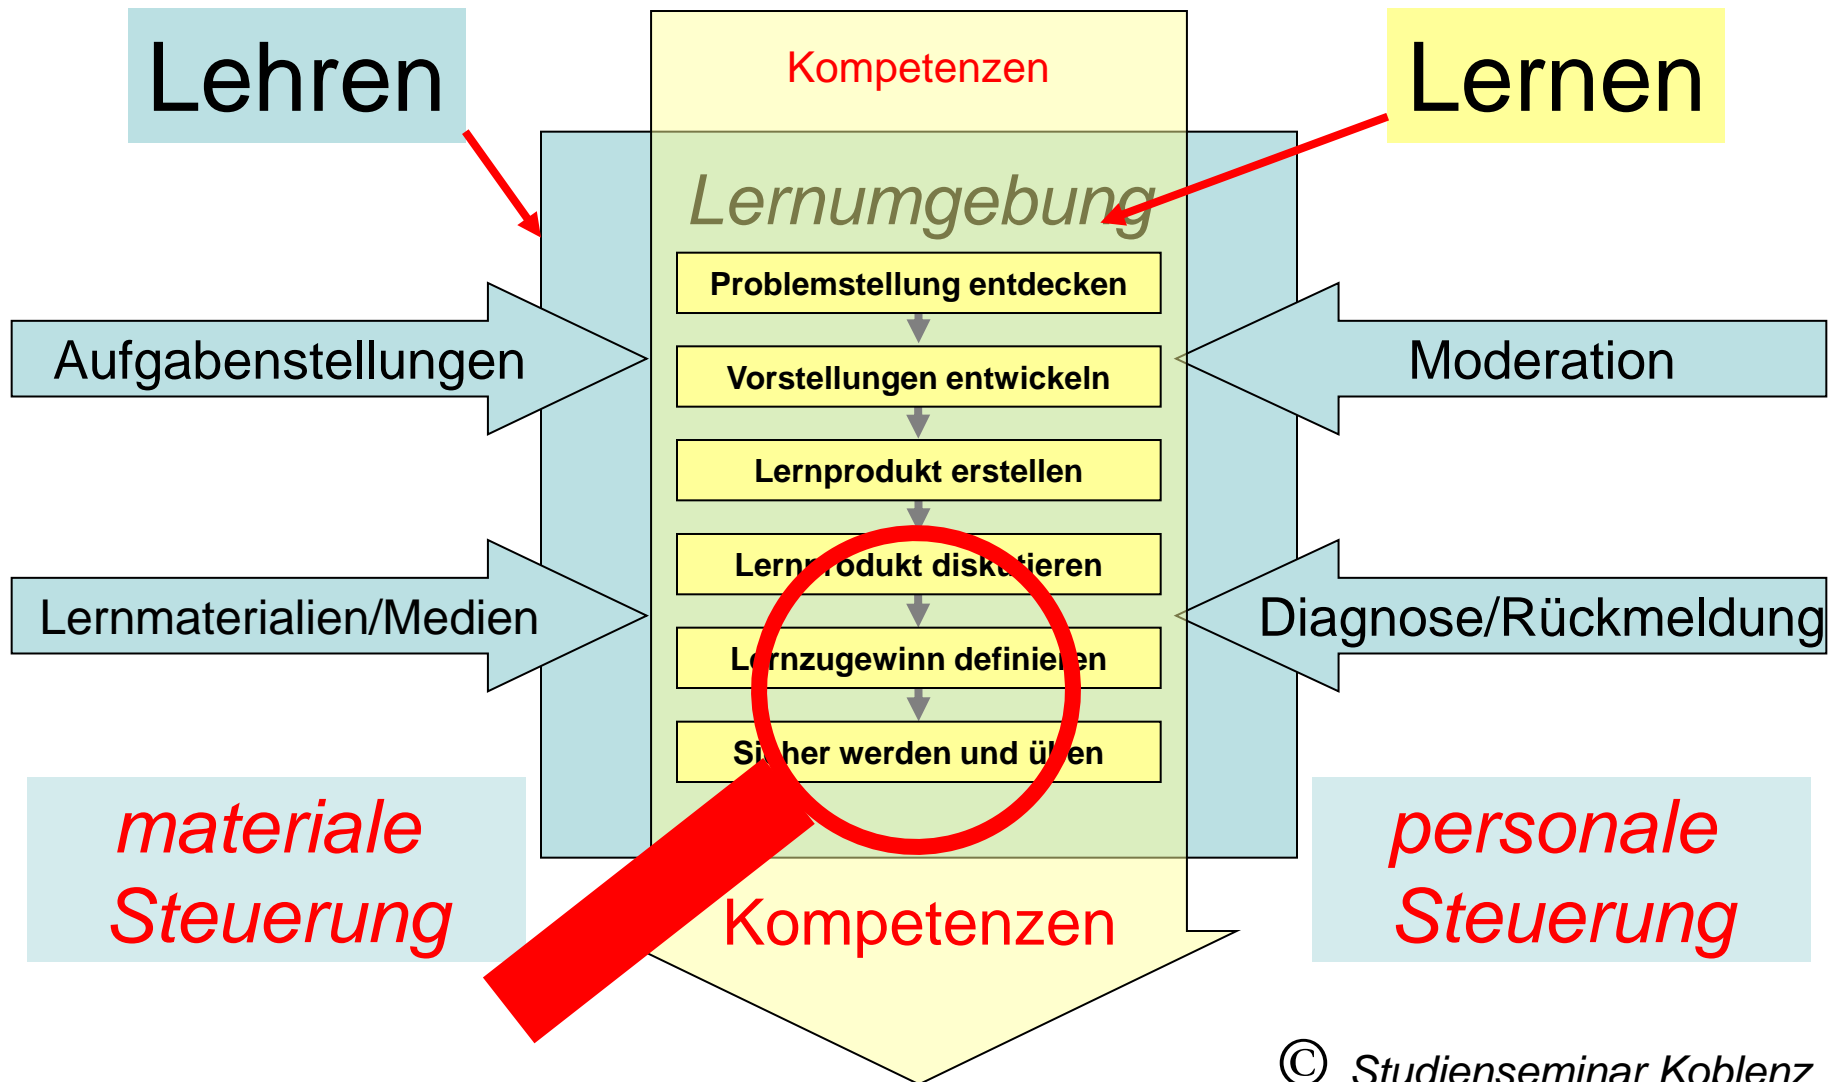 Lehren
Kompetenzen
Lernen
Lernumgebung
Problemstellung entdecken
Aufgabenstellungen
Vorstellungen entwickeln
Moderation
Lernprodukt erstellen
Lernprodukt diskutieren
Lernmaterialien/Medien
Diagnose/Rückmeldung
Lernzugewinn definieren
Sicher werden und üben
materiale
Steuerung
personale
Steuerung
Kompetenzen
© Studienseminar Koblenz